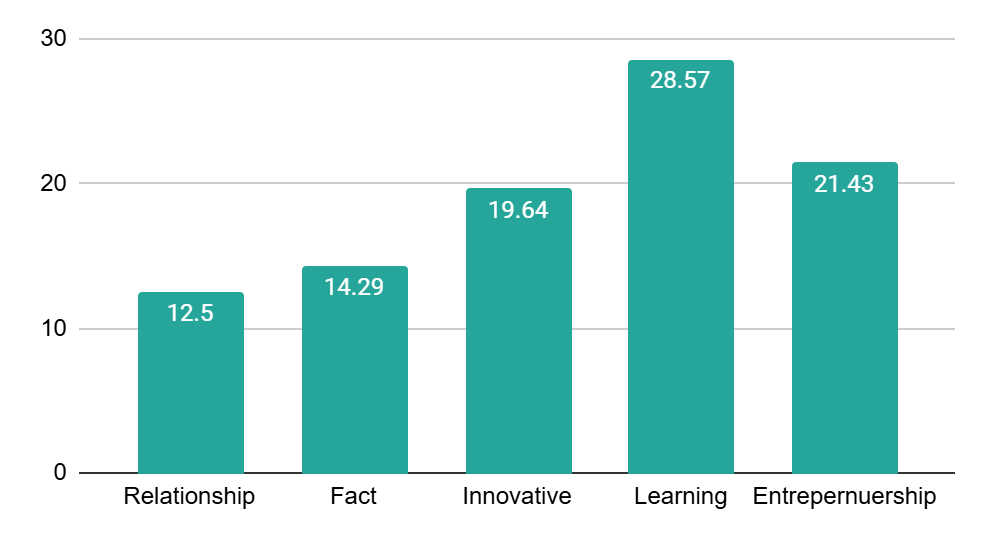 30
20
10
0
12.5
14.29
19.64
28.57
21.43
Relationship
Fact
Innovative
Learning
Entrepernuership